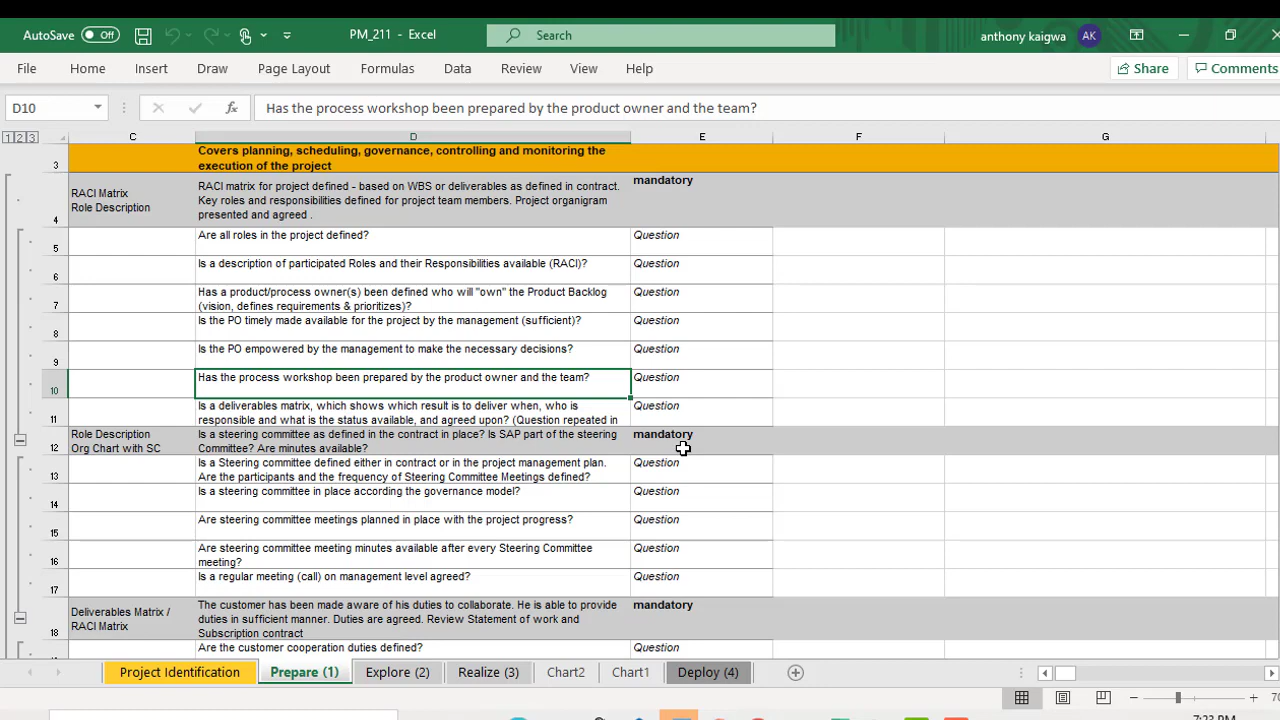 AutoSave Off PM_211 - Excel Search anthony kaigwa AK
File Home Insert Draw Page Layout Formulas Data Review View Help Share Comments
D10 fx Has the process workshop been prepared by the product owner and the team?
1 2 3 C D E F G
3 Covers planning, scheduling, governance, controlling and monitoring the
execution of the project
RACI Matrix
Role Description
RACI matrix for project defined - based on WBS or deliverables as defined in contract.
Key roles and responsibilities defined for project team members. Project organigram
presented and agreed .
mandatory
4
Are all roles in the project defined? Question
5
Is a description of participated Roles and their Responsibilities available (RACI)? Question
6
Has a product/process owner(s) been defined who will "own" the Product Backlog Question
7 (vision, defines requirements & prioritizes)?
Is the PO timely made available for the project by the management (sufficient)? Question
8
Is the PO empowered by the management to make the necessary decisions? Question
9
Has the process workshop been prepared by the product owner and the team? Question
10
Is a deliverables matrix, which shows which result is to deliver when, who is Question
11 responsible and what is the status available, and agreed upon? (Question repeated in
Role Description Is a steering committee as defined in the contract in place? Is SAP part of the steering mandatory
12 Org Chart with SC Committee? Are minutes available?
Is a Steering committee defined either in contract or in the project management plan. Question
13 Are the participants and the frequency of Steering Committee Meetings defined?
Is a steering committee in place according the governance model? Question
14
Are steering committee meetings planned in place with the project progress? Question
15
Are steering committee meeting minutes available after every Steering Committee Question
16 meeting?
Is a regular meeting (call) on management level agreed? Question
17
Deliverables Matrix /
RACI Matrix
The customer has been made aware of his duties to collaborate. He is able to provide
duties in sufficient manner. Duties are agreed. Review Statement of work and
Subscription contract
mandatory
18
Are the customer cooperation duties defined? Question
Project Identification Prepare (1) Explore (2) Realize (3) Chart2 Chart1 Deploy (4)
70